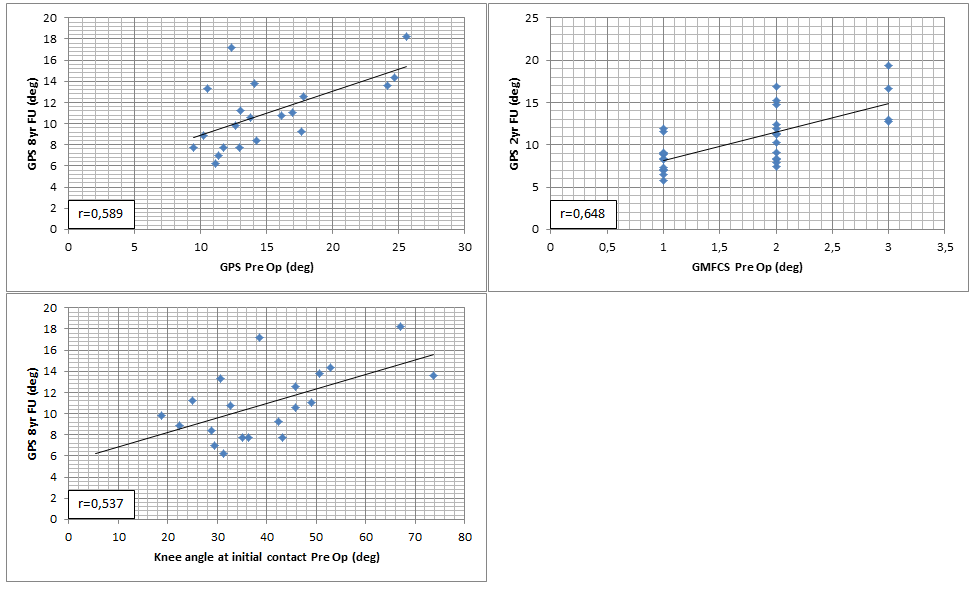 20
18
16
14
12
10
8
6
4
2
0
GPS 8yr FU (deg)
r=0,589
0 5 10 15 20 25 30
GPS Pre Op (deg)
25
20
15
10
5
0
GPS 2yr FU (deg)
r=0,648
0 0,5 1 1,5 2 2,5 3 3,5
GMFCS Pre Op (deg)
20
18
16
14
12
10
8
6
4
2
0
GPS 8yr FU (deg)
r=0,537
0 10 20 30 40 50 60 70 80
Knee angle at initial contact Pre Op (deg)